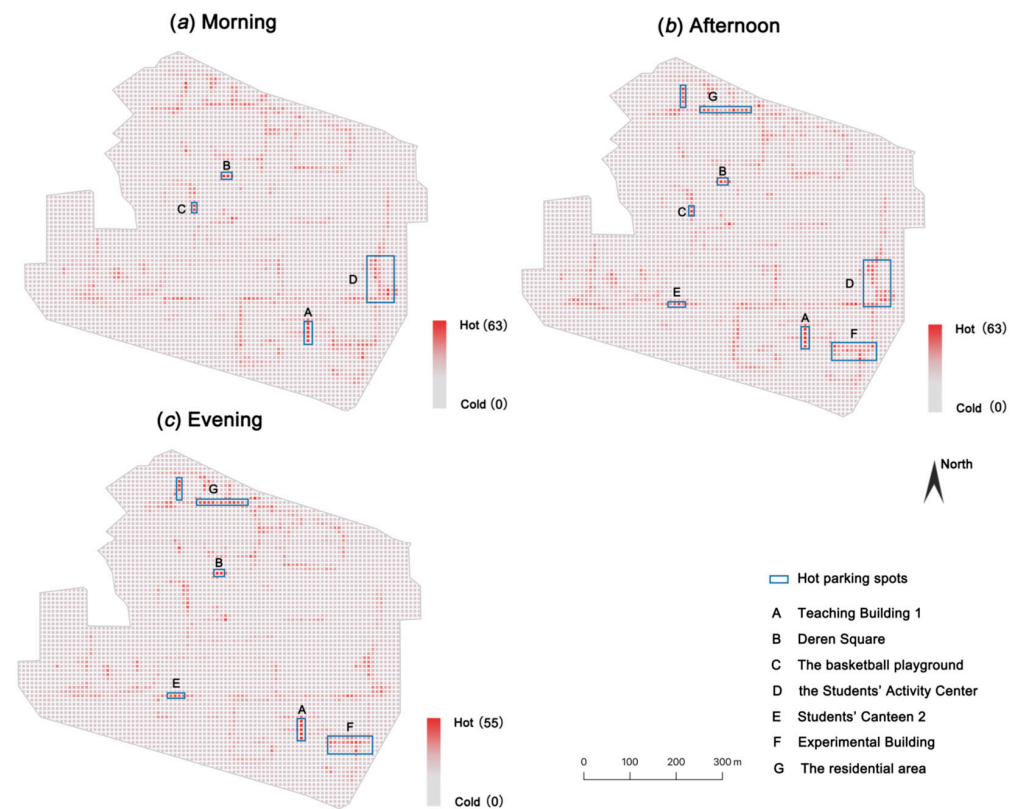 (a) Morning
B
C
D
A
Hot (63)
Cold (0)
(b) Afternoon
G
B
C
E
D
A
F
Hot (63)
Cold (0)
(c) Evening
G
B
E
A
F
Hot (55)
Cold (0)
North
Hot parking spots
A Teaching Building 1
B Deren Square
C The basketball playground
D the Students' Activity Center
E Students' Canteen 2
F Experimental Building
G The residential area
0 100 200 300 m